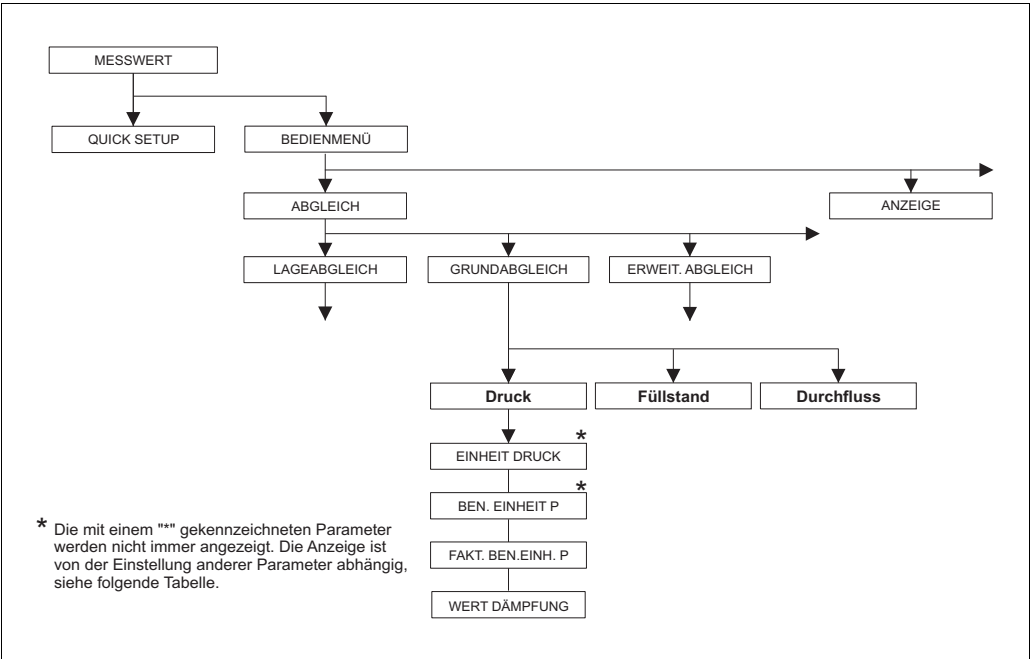 MESSWERT
QUICK SETUP
BEDIENMENÜ
ABGLEICH
ANZEIGE
LAGEABGLEICH
GRUNDABGLEICH
ERWEIT. ABGLEICH
Druck
Füllstand
Durchfluss
*
EINHEIT DRUCK
*
BEN. EINHEIT P
FAKT. BEN.EINH. P
WERT DÄMPFUNG
* Die mit einem "*" gekennzeichneten Parameter
werden nicht immer angezeigt. Die Anzeige ist
von der Einstellung anderer Parameter abhängig,
siehe folgende Tabelle.